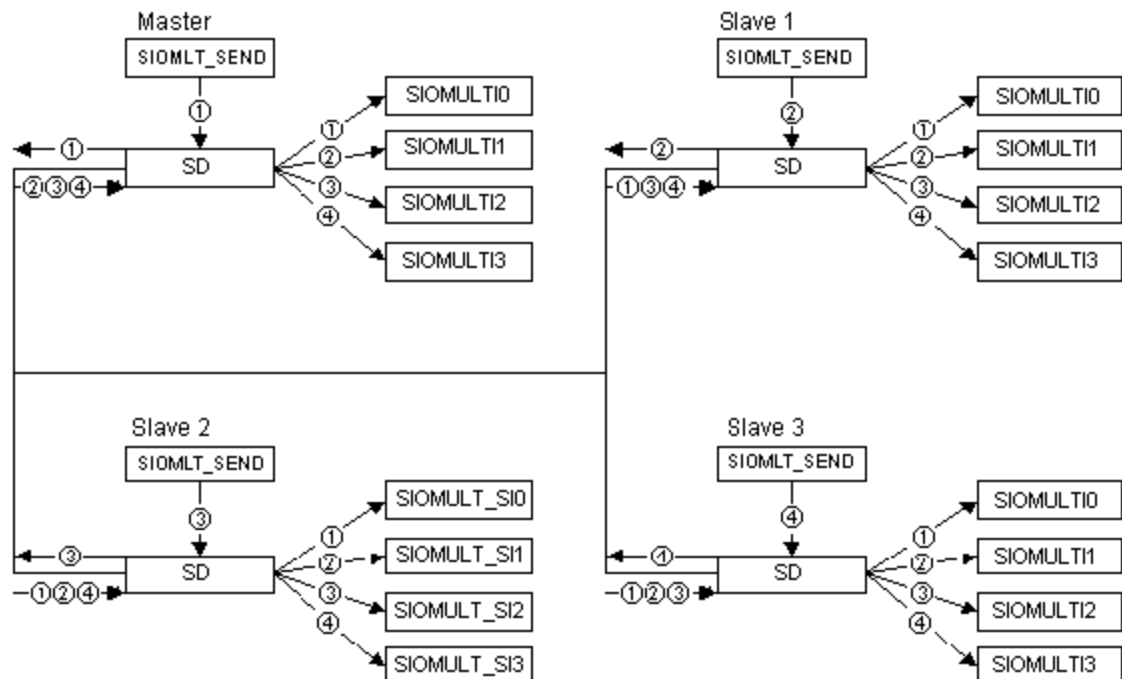 Master
SIOMLT_SEND
①
SIOMULTI0
①
①
SIOMULTI1
②
SD
②③④
③
SIOMULTI2
④
SIOMULTI3
Slave 1
SIOMLT_SEND
②
SIOMULTI0
①
②
SIOMULTI1
②
SD
①③④
③
SIOMULTI2
④
SIOMULTI3
Slave 2
SIOMLT_SEND
③
SIOMULT_SI0
①
③
SIOMULT_SI1
②
SD
①②④
③
SIOMULT_SI2
④
SIOMULT_SI3
Slave 3
SIOMLT_SEND
④
SIOMULTI0
①
④
SIOMULTI1
②
SD
①②③
③
SIOMULTI2
④
SIOMULTI3